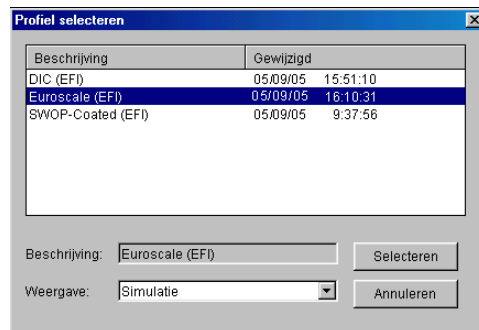 Profiel selecteren
Beschrijving Gewijzigd
DIC (EFI) 05/09/05 15:51:10
Euroscale (EFI) 05/09/05 16:10:31
SWOP-Coated (EFI) 05/09/05 9:37:56
Beschrijving: Euroscale (EFI) Selecteren
Weergave: Simulatie Annuleren